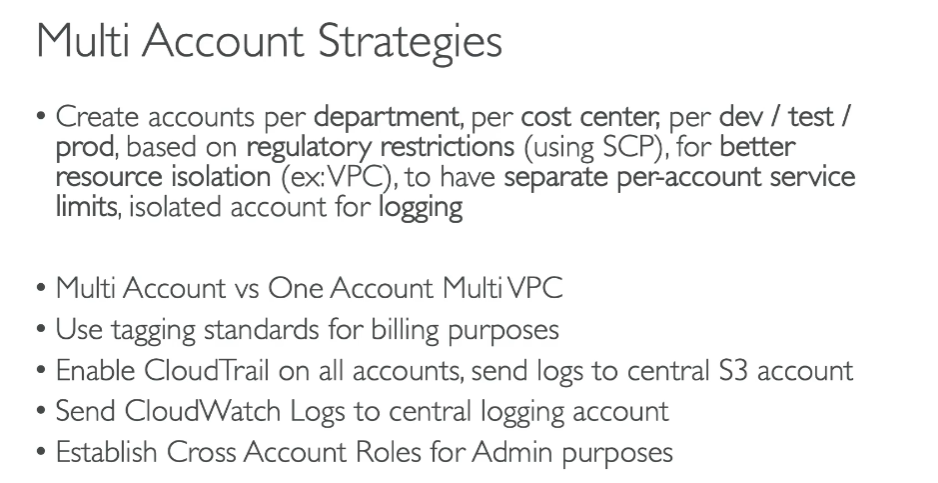 Multi Account Strategies
• Create accounts per department, per cost center, per dev / test /
prod, based on regulatory restrictions (using SCP), for better
resource isolation (ex: VPC), to have separate per-account service
limits, isolated account for logging
• Multi Account vs One Account Multi VPC
• Use tagging standards for billing purposes
• Enable CloudTrail on all accounts, send logs to central S3 account
• Send CloudWatch Logs to central logging account
• Establish Cross Account Roles for Admin purposes